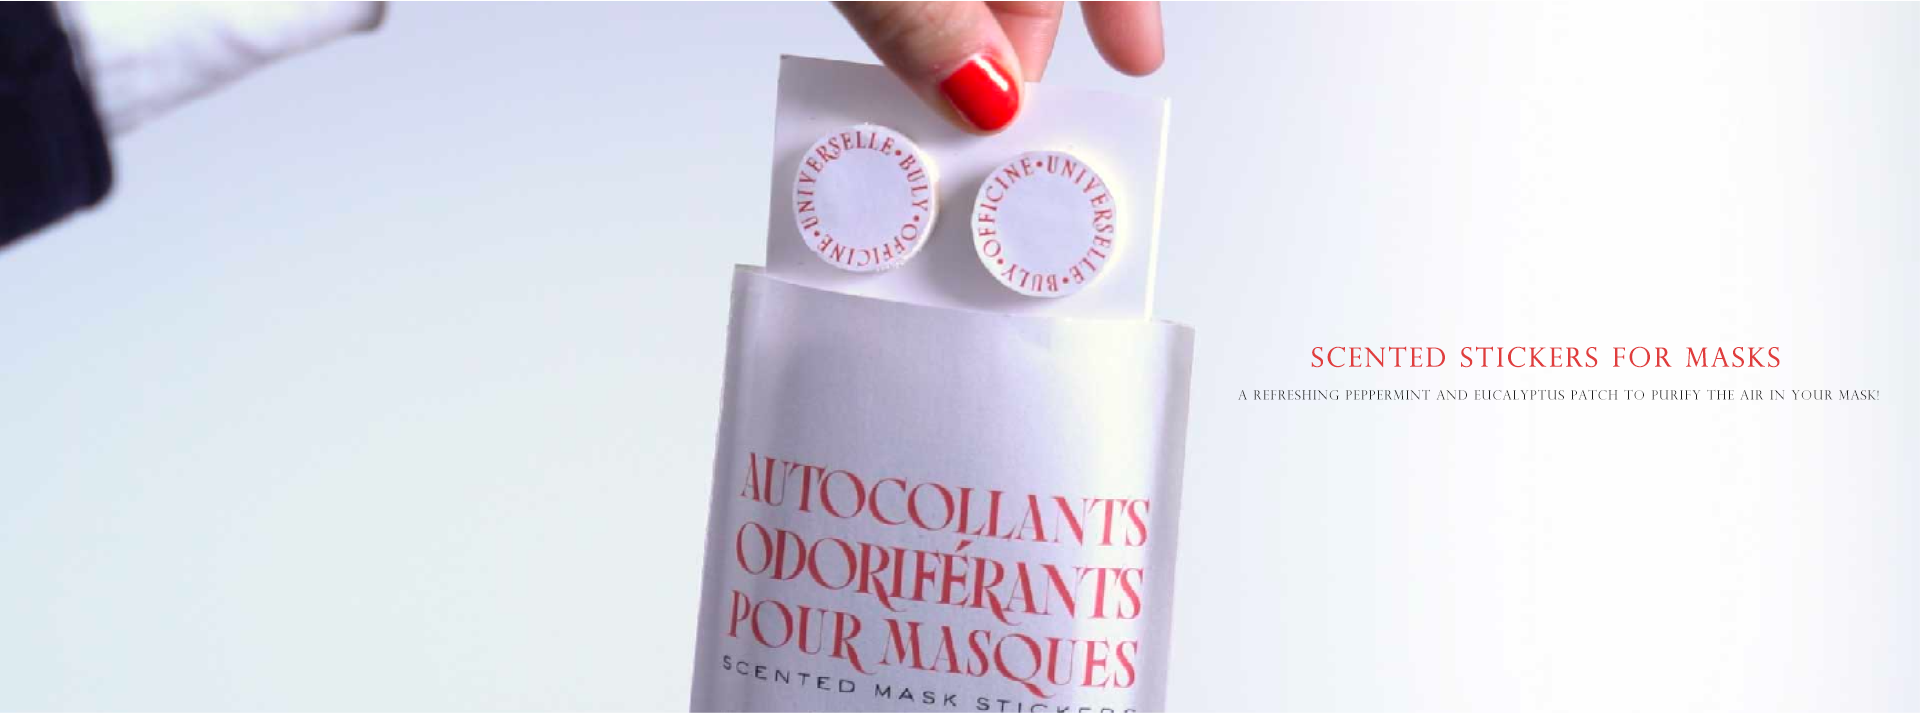 UNIVERSELLE • BULY • OFFICINE •
OFFICINE • UNIVERSELLE • BULY •
SCENTED STICKERS FOR MASKS
A REFRESHING PEPPERMINT AND EUCALYPTUS PATCH TO PURIFY THE AIR IN YOUR MASK!
AUTOCOLLANTS
ODORIFÉRANTS
POUR MASQUES
SCENTED MASK STICKERS